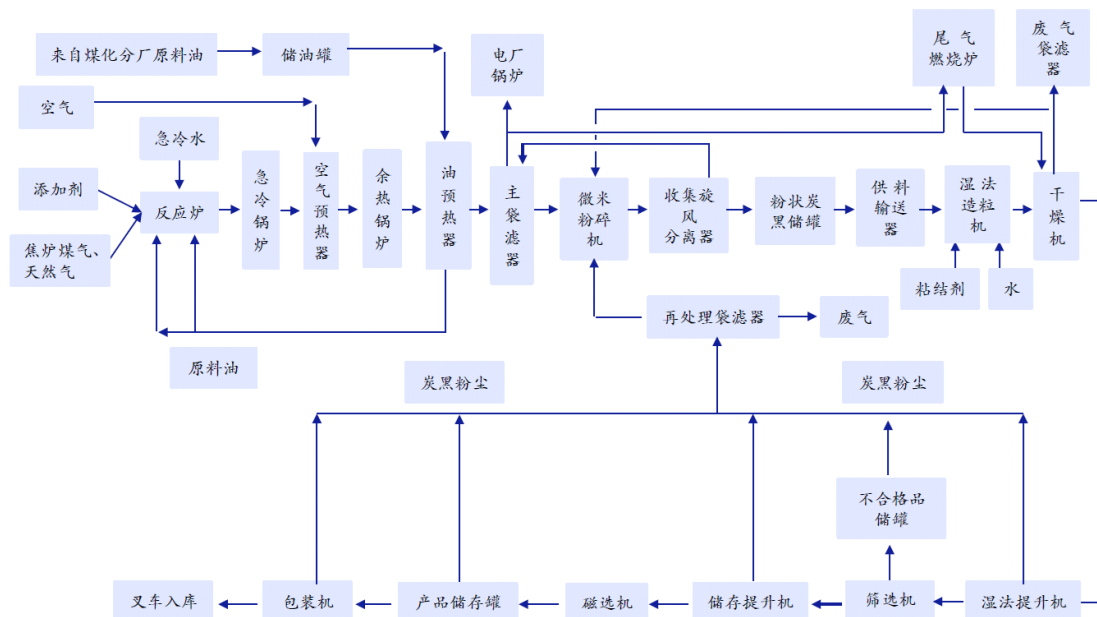 来自煤化分厂原料油
储油罐
电厂
锅炉
尾气
燃烧炉
废气
袋滤
器
空气
急冷水
添加剂
反应炉
焦炉煤气、
天然气
急
冷
锅
炉
空
气
预
热
器
余
热
锅
炉
油
预
热
器
主
袋
滤
器
微米
粉碎
机
收集旋
风
分离器
粉状炭
黑储罐
供料
输送
器
湿法
造粒
机
干
燥
机
粘结剂
水
原料油
再处理袋滤器
废气
炭黑粉尘
炭黑粉尘
不合格品
储罐
叉车入库
包装机
产品储存罐
磁选机
储存提升机
筛选机
湿法提升机